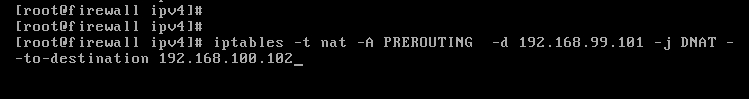 [root@firewall ipv4]#
[root@firewall ipv4]#
[root@firewall ipv4]# iptables -t nat -A PREROUTING  -d 192.168.99.101 -j DNAT -
-to-destination 192.168.100.102_